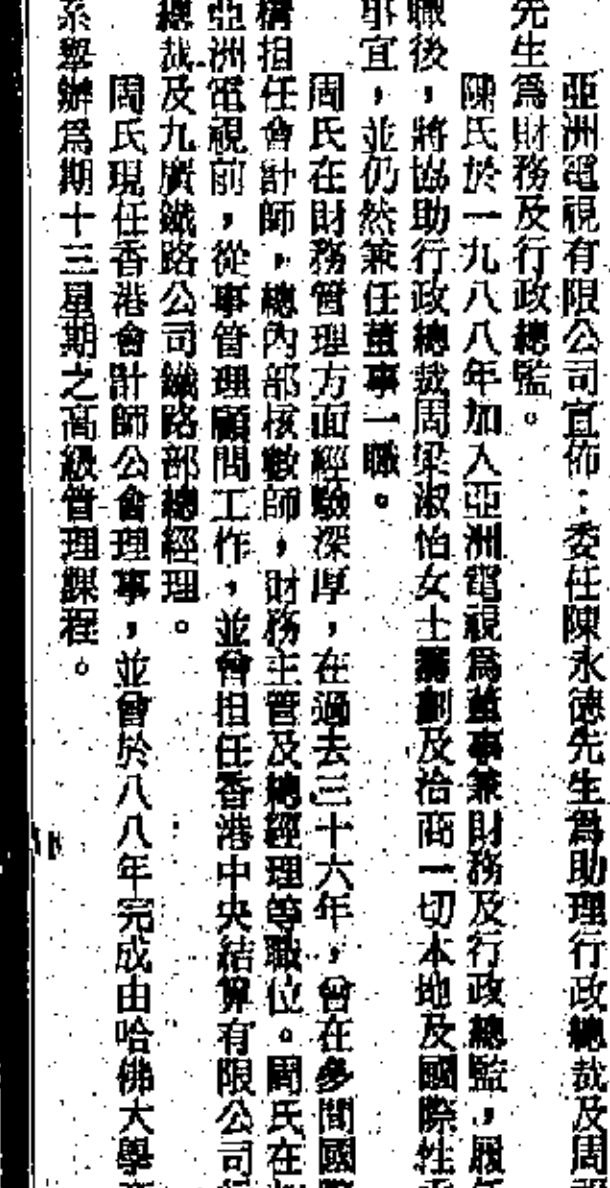 亞洲電視有限公司宣佈：委任陳永德先生為助理行政總裁及周
先生為財務及行政總監。
陳氏於一九八八年加入亞洲電視為董事兼財務及行政總監，履
職後，將協助行政總裁周梁淑怡女士籌劃及洽商一切本地及國際性
事宜，並仍然兼任董事一職。
周氏在財務管理方面經驗深厚，在過去三十六年，曾在多間國
構担任會計師，總內部核數師，財務主管及總經理等職位。周氏在
亞洲電視前，從事管理顧問工作，並曾担任香港中央結算有限公司
總裁及九廣鐵路公司鐵路部總經理。
周氏現任香港會計師公會理事，並曾於八八年完成由哈佛大學
系舉辦為期十三星期之高級管理課程。